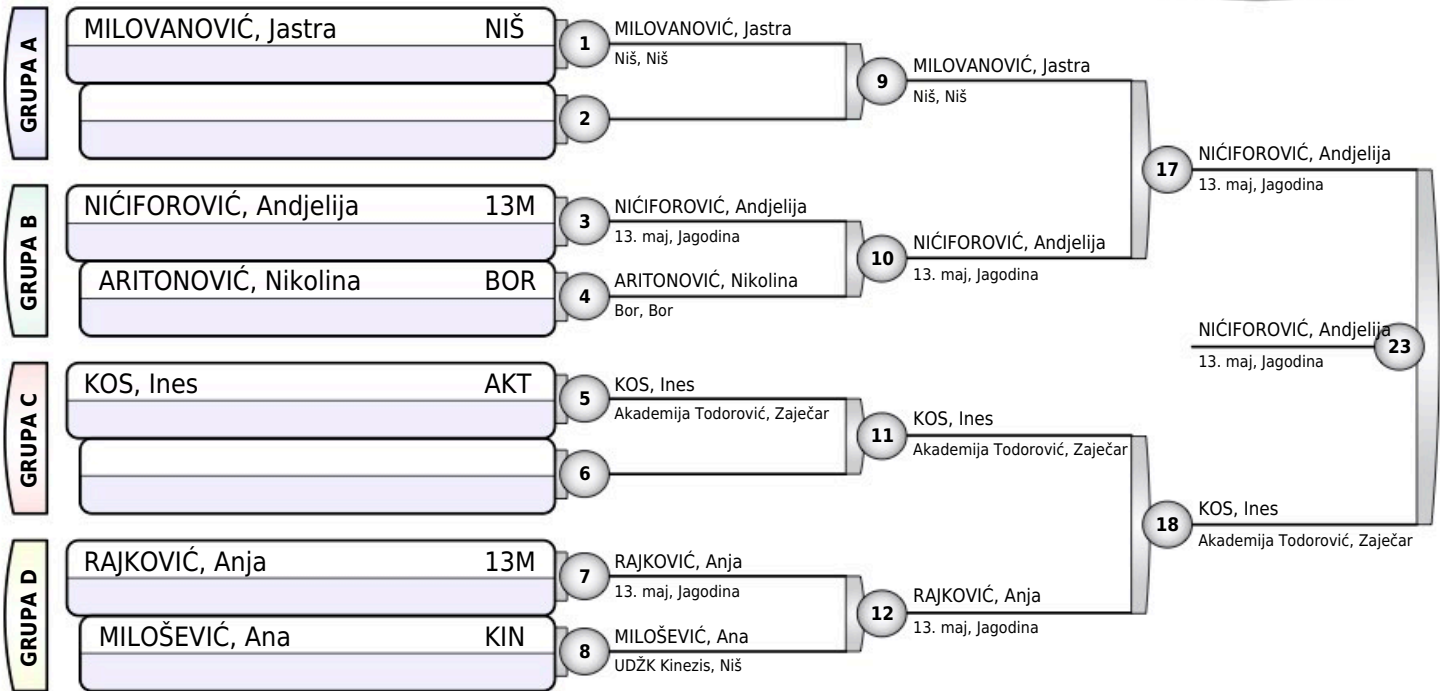 GRUPA A
MILOVANOVIĆ, Jastra NIŠ
1
MILOVANOVIĆ, Jastra
Niš, Niš
2
9
MILOVANOVIĆ, Jastra
Niš, Niš
GRUPA B
NIĆIFOROVIĆ, Andjelija 13M
ARITONOVIĆ, Nikolina BOR
3
NIĆIFOROVIĆ, Andjelija
13. maj, Jagodina
4
ARITONOVIĆ, Nikolina
Bor, Bor
10
NIĆIFOROVIĆ, Andjelija
13. maj, Jagodina
17
NIĆIFOROVIĆ, Andjelija
13. maj, Jagodina
NIĆIFOROVIĆ, Andjelija
13. maj, Jagodina
23
GRUPA C
KOS, Ines AKT
5
KOS, Ines
Akademija Todorović, Zaječar
6
11
KOS, Ines
Akademija Todorović, Zaječar
18
KOS, Ines
Akademija Todorović, Zaječar
GRUPA D
RAJKOVIĆ, Anja 13M
MILOŠEVIĆ, Ana KIN
7
RAJKOVIĆ, Anja
13. maj, Jagodina
8
MILOŠEVIĆ, Ana
UDŽK Kinezis, Niš
12
RAJKOVIĆ, Anja
13. maj, Jagodina